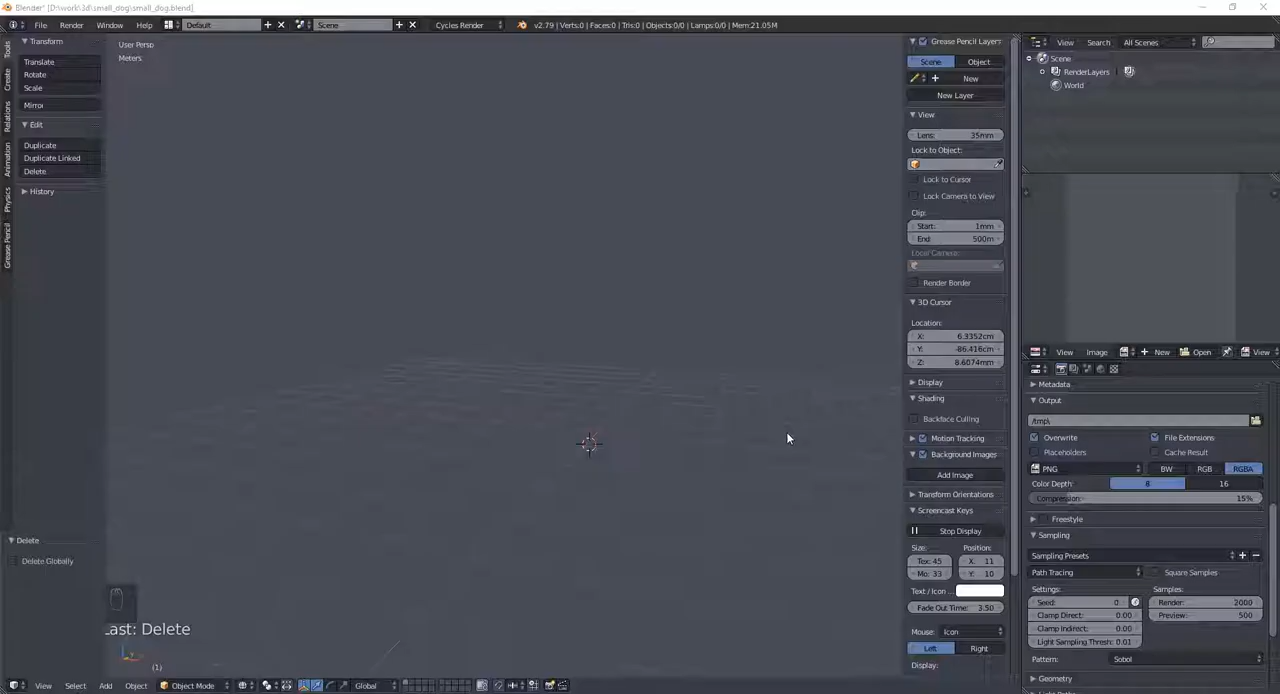 Blender* [D:\work\3d\small_dog\small_dog.blend]
File Render Window Help Default Scene Cycles Render v2.79 | Verts:0 | Faces:0 | Tris:0 | Objects:0/0 | Lamps:0/0 | Mem:21.05M
Tools
Create
Relations
Animation
Physics
Grease Pencil
Transform
Translate
Rotate
Scale
Mirror
Edit
Duplicate
Duplicate Linked
Delete
History
Delete
Delete Globally
User Persp
Meters
Last: Delete
(1)
View Select Add Object Object Mode Global
Grease Pencil Layers
Scene Object
New
New Layer
View
Lens: 35mm
Lock to Object:
Lock to Cursor
Lock Camera to View
Clip:
Start: 1mm
End: 500m
Local Camera:
Render Border
3D Cursor
Location:
X: 6.3352cm
Y: -86.416cm
Z: 8.6074mm
Display
Shading
Backface Culling
Motion Tracking
Background Images
Add Image
Transform Orientations
Screencast Keys
Stop Display
Size: Position:
Tex: 45 X: 11
Mo: 33 Y: 10
Text / Icon ...
Fade Out Time: 3.50
Mouse: Icon
Left Right
Display:
View Search All Scenes
Scene
RenderLayers
World
View Image New Open View
Metadata
Output
/tmp\
Overwrite File Extensions
Placeholders Cache Result
PNG BW RGB RGBA
Color Depth: 8 16
Compression: 15%
Freestyle
Sampling
Sampling Presets
Path Tracing Square Samples
Settings: Samples:
Seed: 0 Render: 2000
Clamp Direct: 0.00 Preview: 500
Clamp Indirect: 0.00
Light Sampling Thresh: 0.01
Pattern: Sobol
Geometry